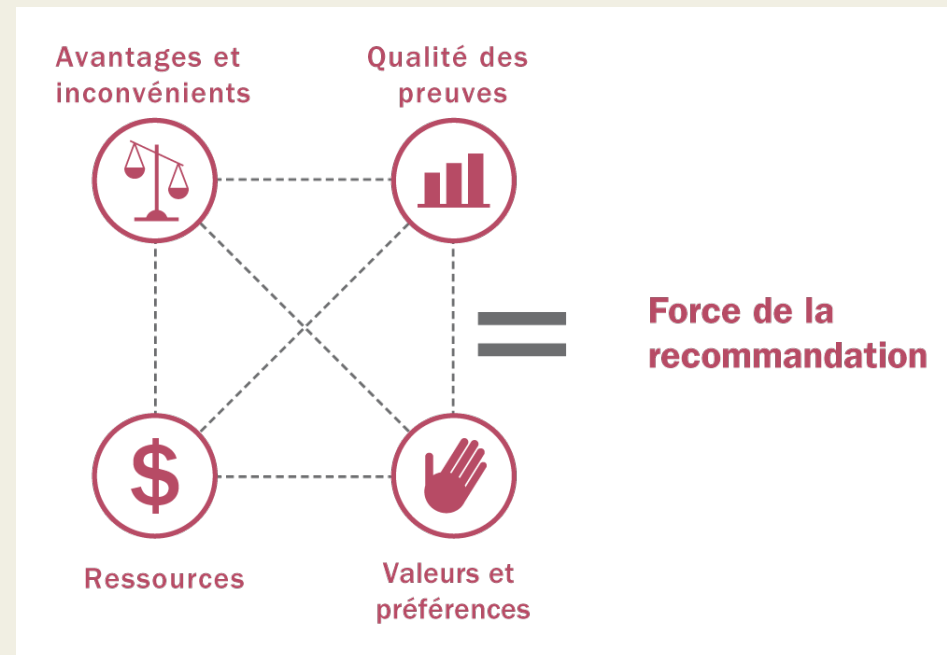 Avantages et
inconvénients
Qualité des
preuves
$
=
Force de la
recommandation
Ressources
Valeurs et
préférences